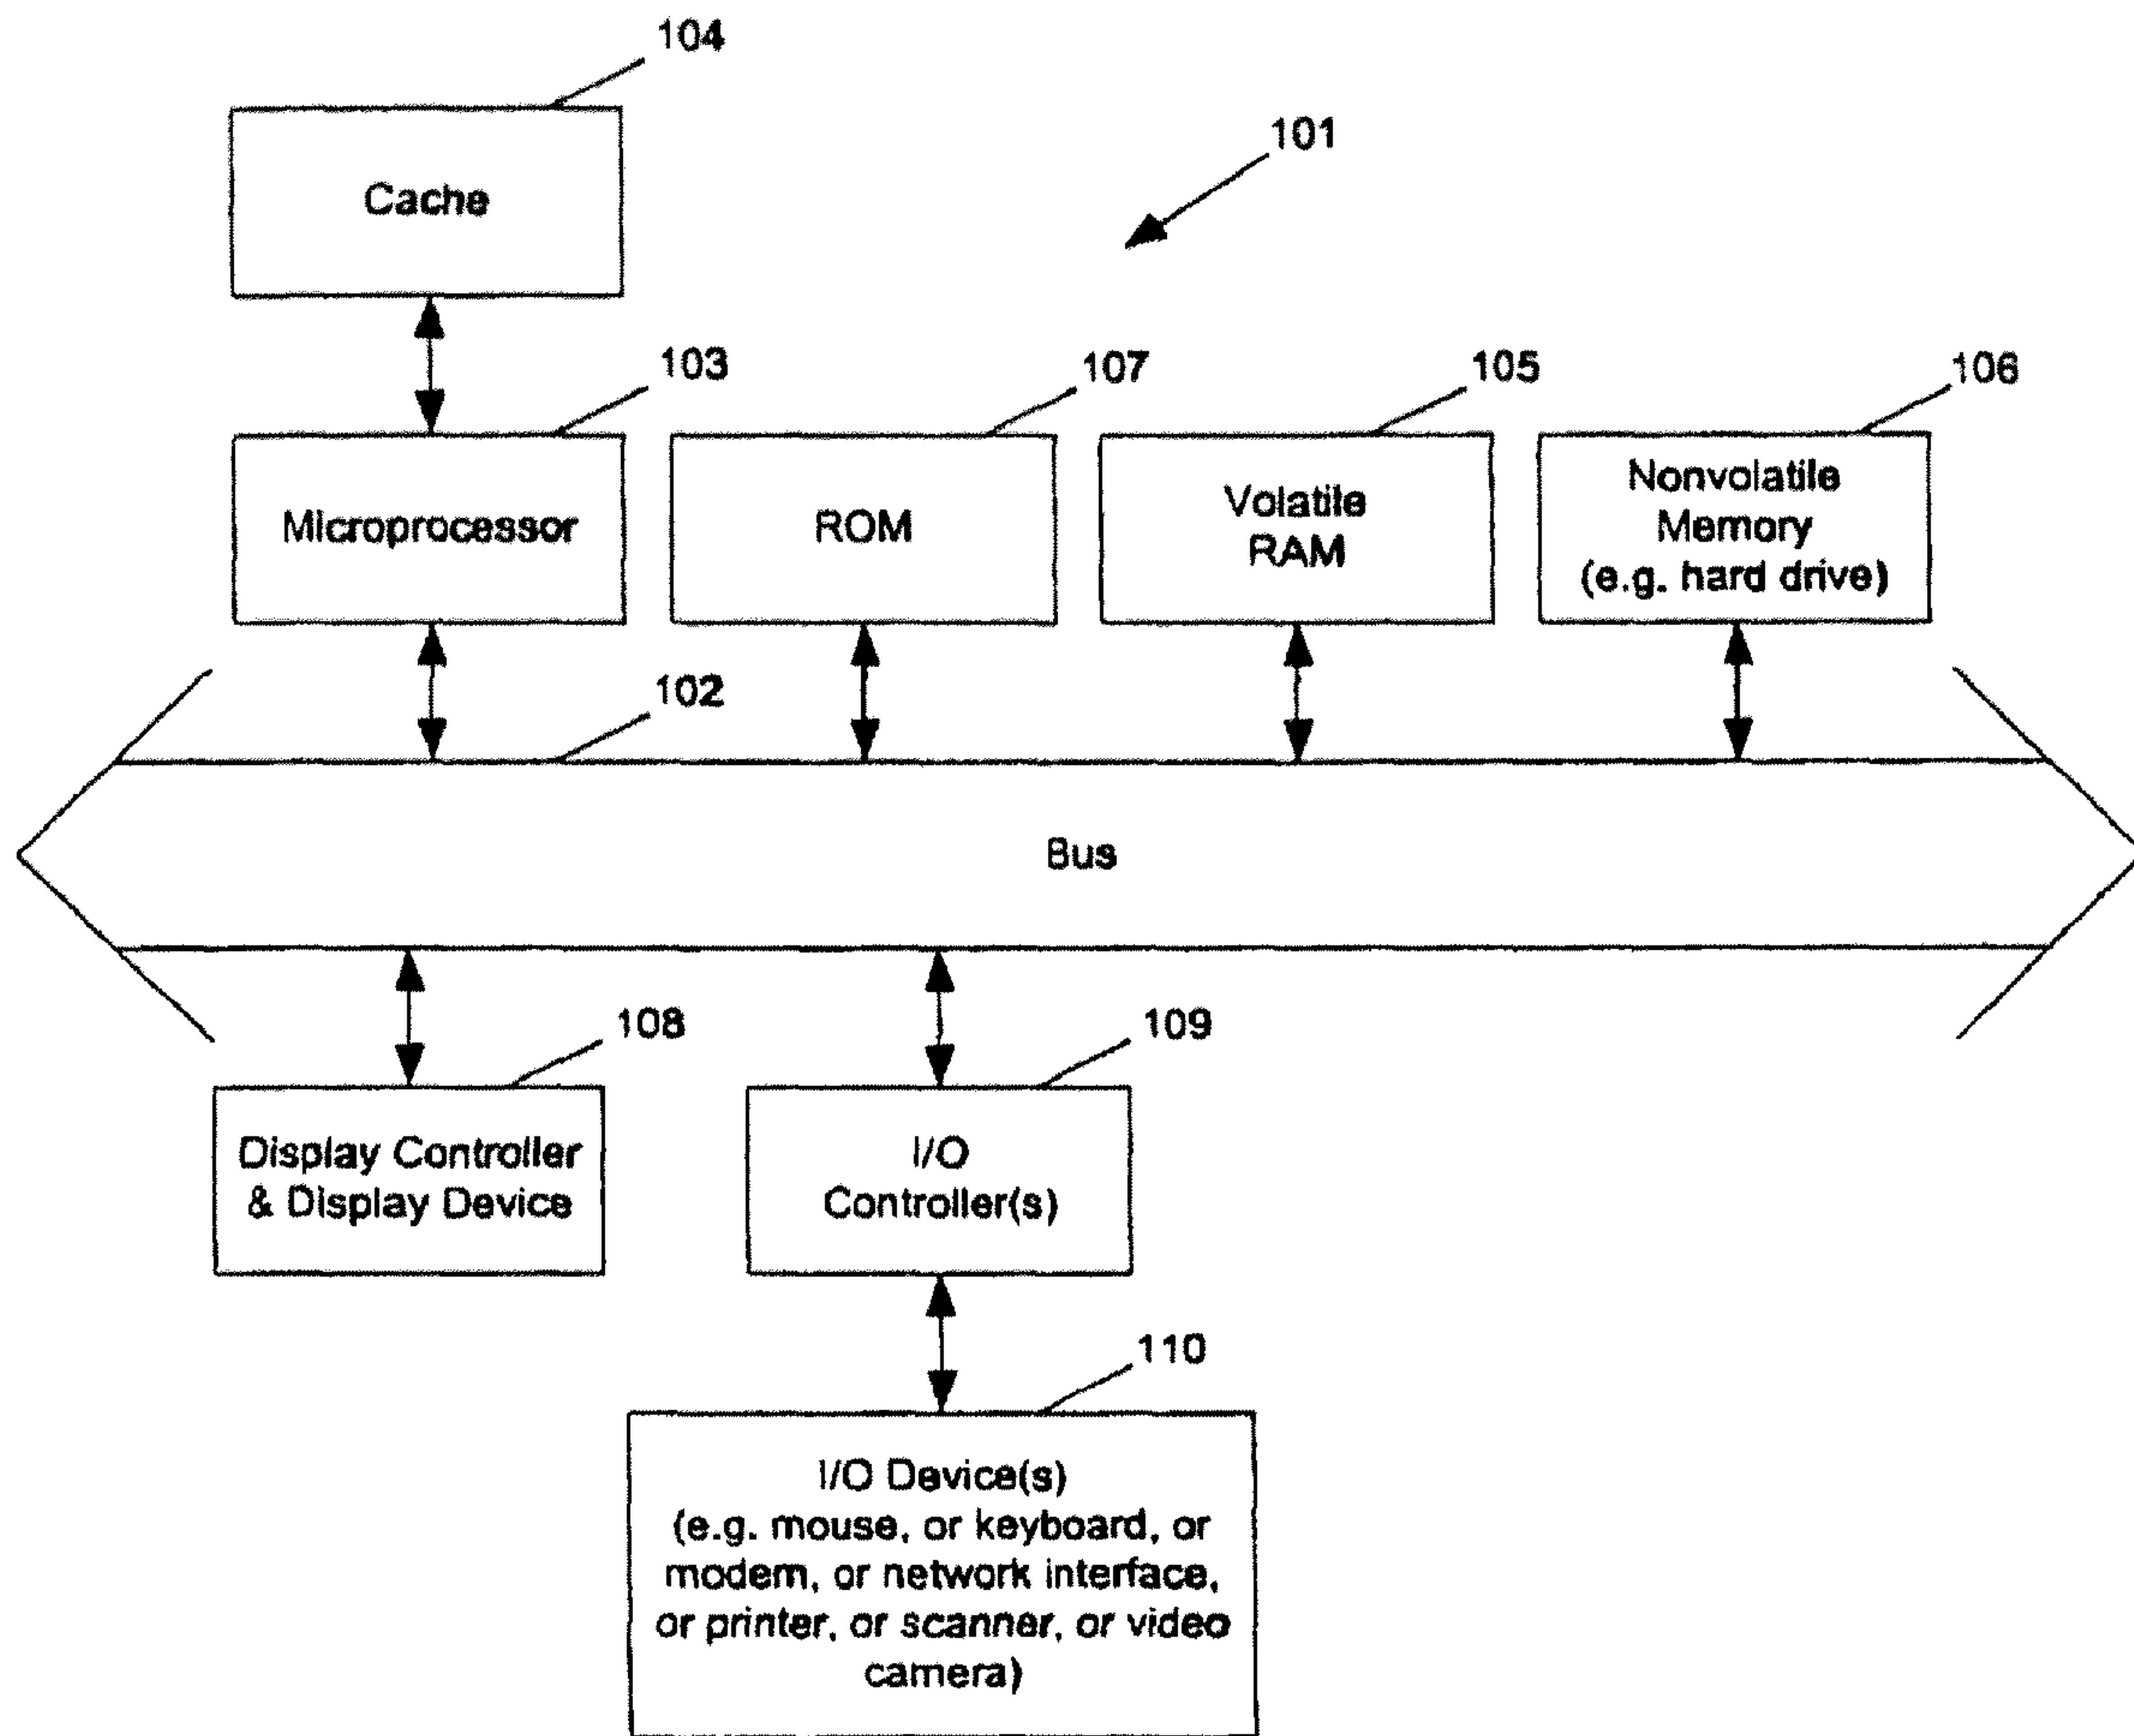 104
101
Cache
103
107
105
106
Microprocessor
ROM
Volatile
RAM
Nonvolatile
Memory
(e.g. hard drive)
102
Bus
108
109
Display Controller
& Display Device
I/O
Controller(s)
110
I/O Device(s)
(e.g. mouse, or keyboard, or
modem, or network interface,
or printer, or scanner, or video
camera)